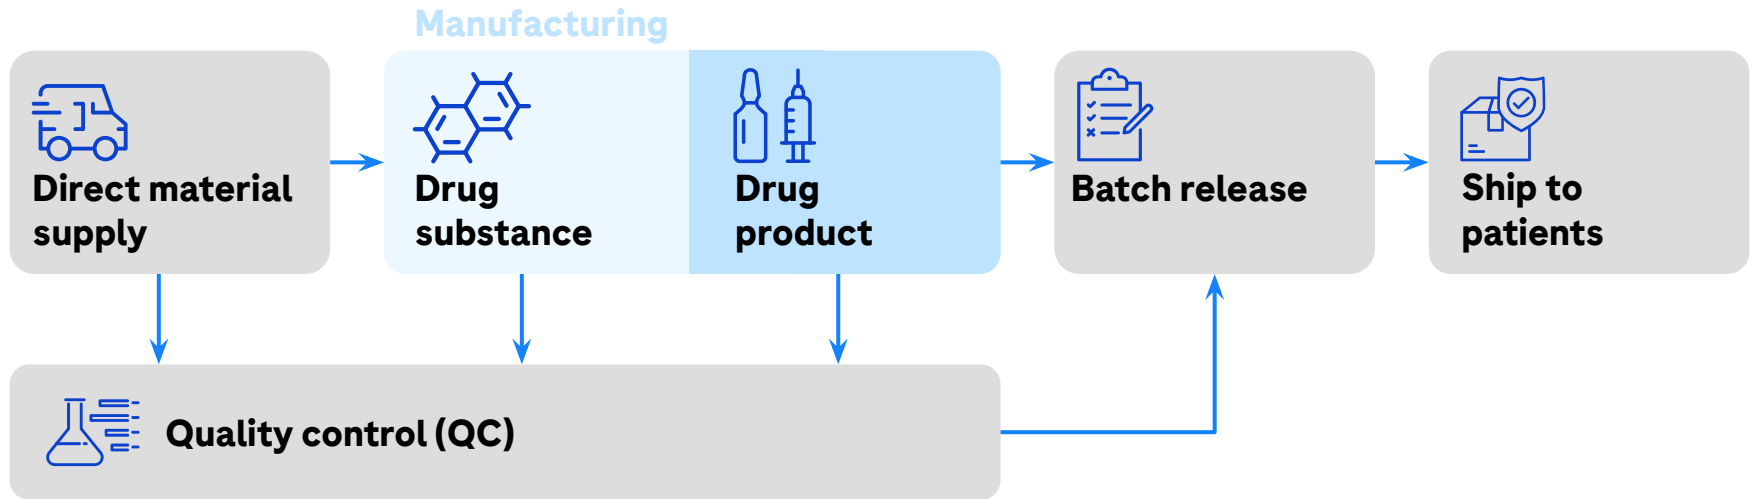 Manufacturing
Direct material
supply
Drug
substance
Drug
product
Batch release
Ship to
patients
Quality control (QC)